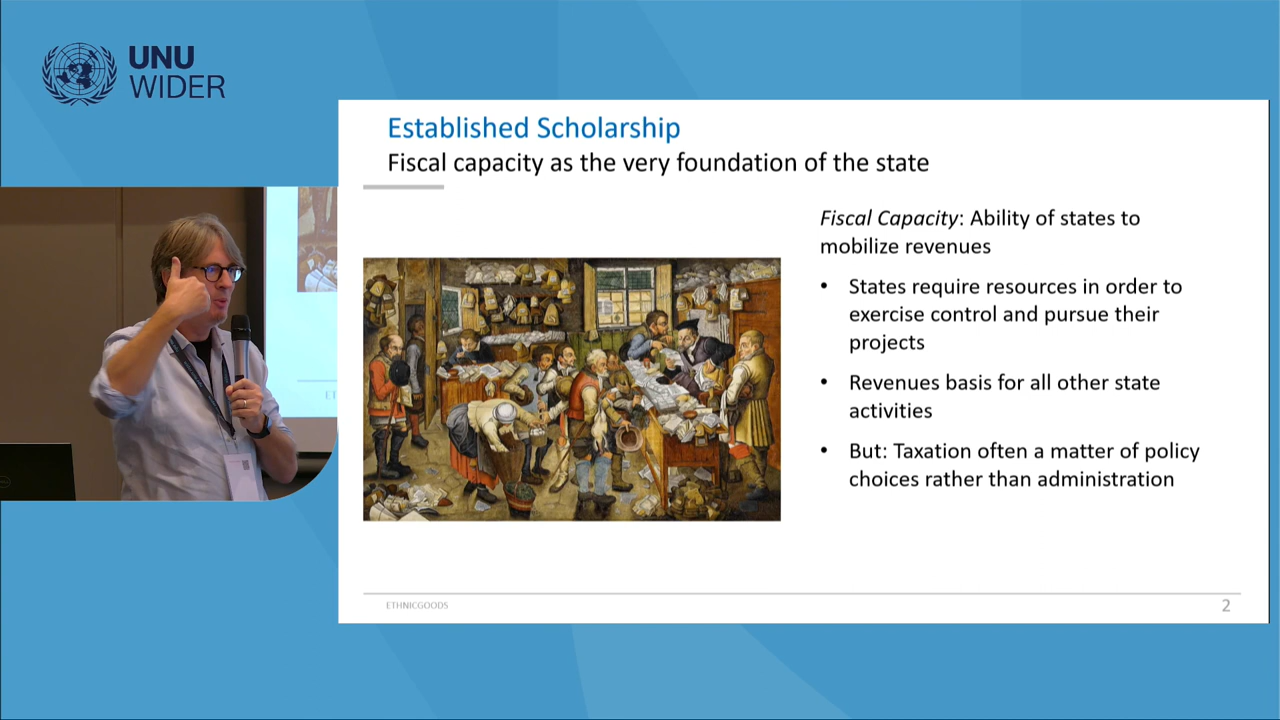 UNU
WIDER
Established Scholarship
Fiscal capacity as the very foundation of the state
Fiscal Capacity: Ability of states to
mobilize revenues
• States require resources in order to
exercise control and pursue their
projects
• Revenues basis for all other state
activities
• But: Taxation often a matter of policy
choices rather than administration
ETHNICGOODS
2